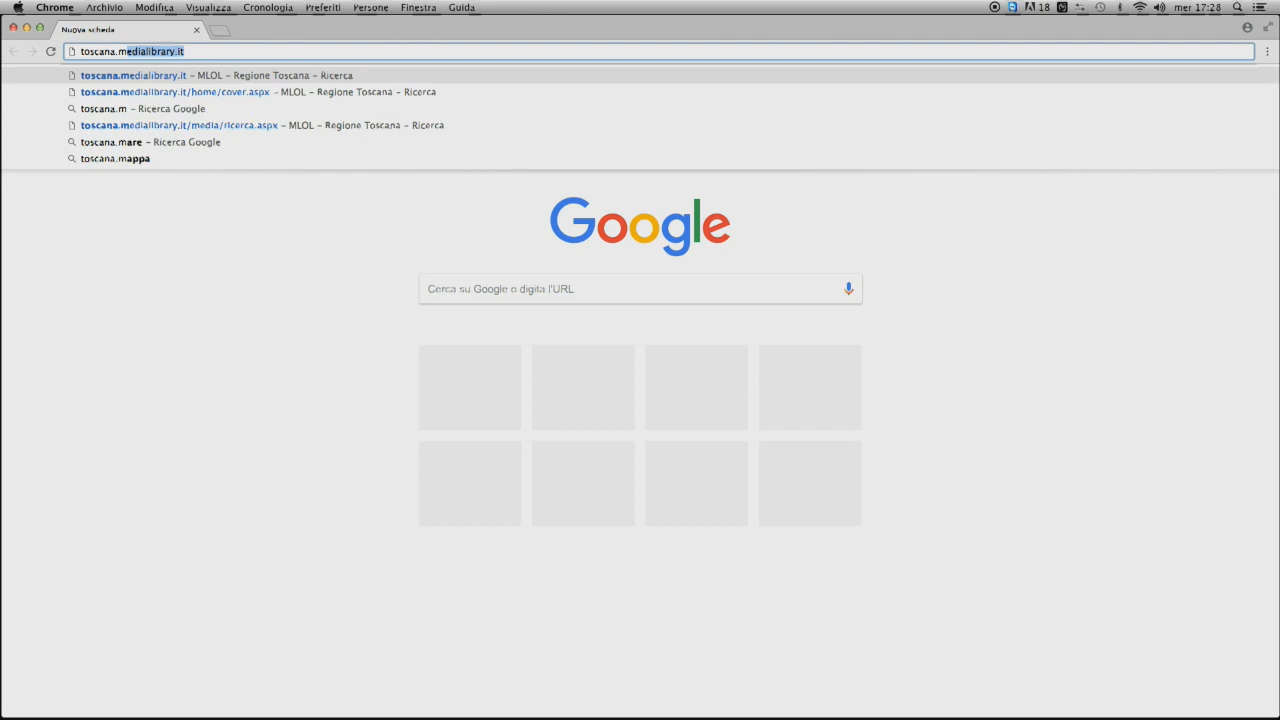 Chrome Archivio Modifica Visualizza Cronologia Preferiti Persone Finestra Guida 18 mer 17:28
Nuova scheda
toscana.medialibrary.it
toscana.medialibrary.it – MLOL – Regione Toscana – Ricerca
toscana.medialibrary.it/home/cover.aspx – MLOL – Regione Toscana – Ricerca
toscana.m – Ricerca Google
toscana.medialibrary.it/media/ricerca.aspx – MLOL – Regione Toscana – Ricerca
toscana.mare – Ricerca Google
toscana.mappa
Google
Cerca su Google o digita l'URL